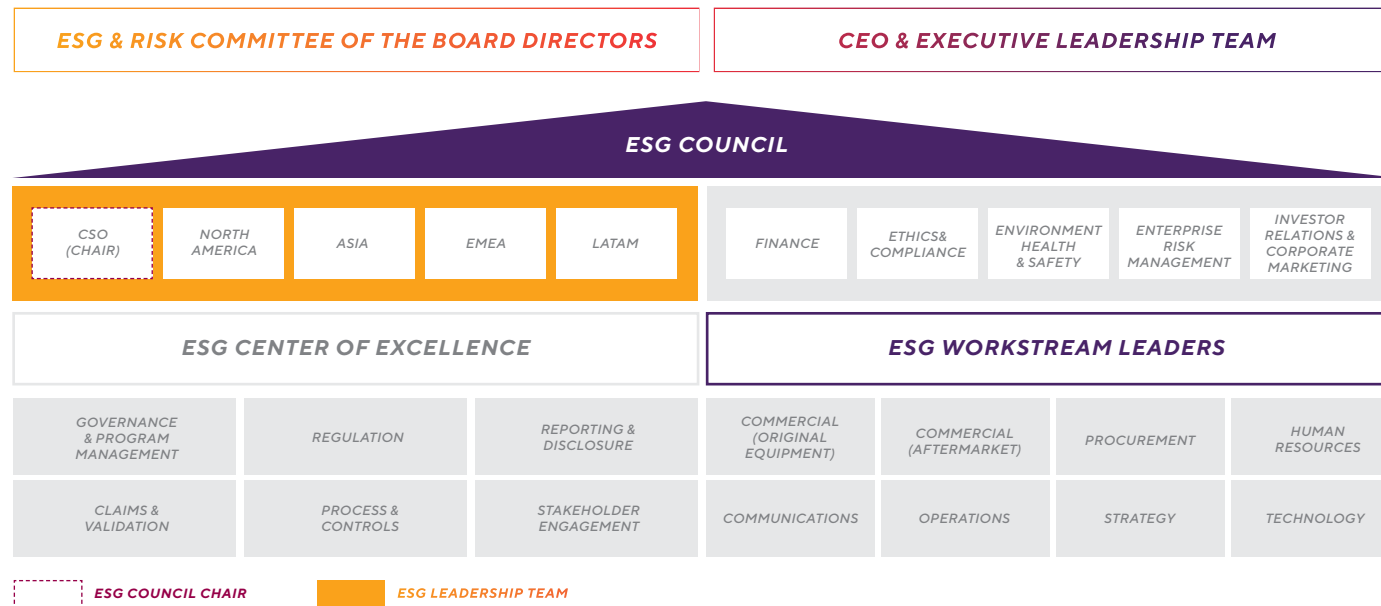 ESG & RISK COMMITTEE OF THE BOARD DIRECTORS
CEO & EXECUTIVE LEADERSHIP TEAM
ESG COUNCIL
CSO
(CHAIR)
NORTH
AMERICA
ASIA
EMEA
LATAM
FINANCE
ETHICS&
COMPLIANCE
ENVIRONMENT
HEALTH
& SAFETY
ENTERPRISE
RISK
MANAGEMENT
INVESTOR
RELATIONS &
CORPORATE
MARKETING
ESG CENTER OF EXCELLENCE
ESG WORKSTREAM LEADERS
GOVERNANCE
& PROGRAM
MANAGEMENT
REGULATION
REPORTING &
DISCLOSURE
COMMERCIAL
(ORIGINAL
EQUIPMENT)
COMMERCIAL
(AFTERMARKET)
PROCUREMENT
HUMAN
RESOURCES
CLAIMS &
VALIDATION
PROCESS &
CONTROLS
STAKEHOLDER
ENGAGEMENT
COMMUNICATIONS
OPERATIONS
STRATEGY
TECHNOLOGY
ESG COUNCIL CHAIR
ESG LEADERSHIP TEAM